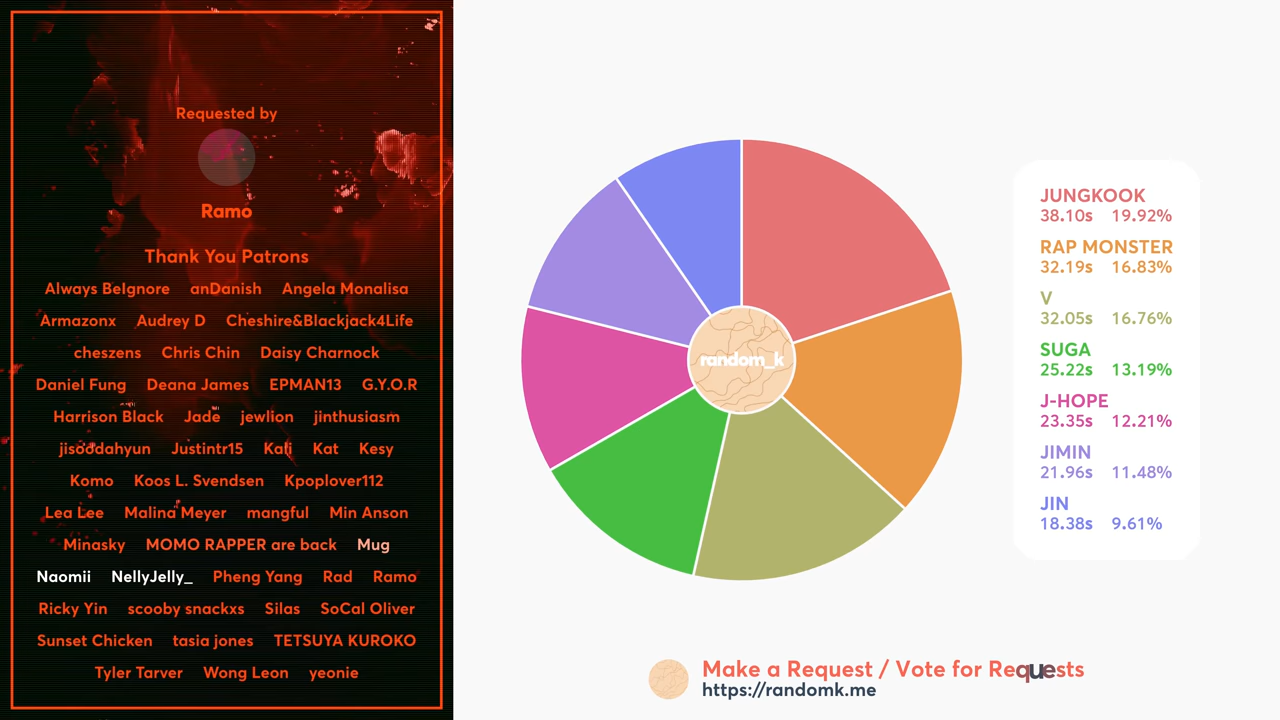 Requested by
Ramo
Thank You Patrons
Always BeIgnore anDanish Angela Monalisa
Armazonx Audrey D Cheshire&Blackjack4Life
cheszens Chris Chin Daisy Charnock
Daniel Fung Deana James EPMAN13 G.Y.O.R
Harrison Black Jade jewlion jinthusiasm
jisoodahyun Justintr15 Kali Kat Kesy
Komo Koos L. Svendsen Kpoplover112
Lea Lee Malina Meyer mangful Min Anson
Minasky MOMO RAPPER are back Mug
Naomii NellyJelly_ Pheng Yang Rad Ramo
Ricky Yin scooby snackxs Silas SoCal Oliver
Sunset Chicken tasia jones TETSUYA KUROKO
Tyler Tarver Wong Leon yeonie
random_k
JUNGKOOK
38.10s 19.92%
RAP MONSTER
32.19s 16.83%
V
32.05s 16.76%
SUGA
25.22s 13.19%
J-HOPE
23.35s 12.21%
JIMIN
21.96s 11.48%
JIN
18.38s 9.61%
Make a Request / Vote for Requests
https://randomk.me